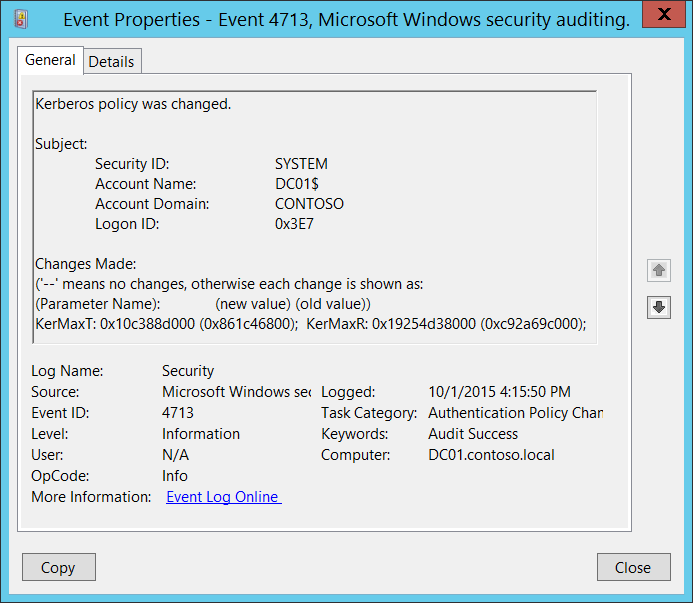 Event Properties - Event 4713, Microsoft Windows security auditing.
General Details
Kerberos policy was changed.
Subject:
Security ID: SYSTEM
Account Name: DC01$
Account Domain: CONTOSO
Logon ID: 0x3E7
Changes Made:
('--' means no changes, otherwise each change is shown as:
(Parameter Name): (new value) (old value))
KerMaxT: 0x10c388d000 (0x861c46800); KerMaxR: 0x19254d38000 (0xc92a69c000);
Log Name: Security
Source: Microsoft Windows sec Logged: 10/1/2015 4:15:50 PM
Event ID: 4713 Task Category: Authentication Policy Chan
Level: Information Keywords: Audit Success
User: N/A Computer: DC01.contoso.local
OpCode: Info
More Information: Event Log Online
Copy Close